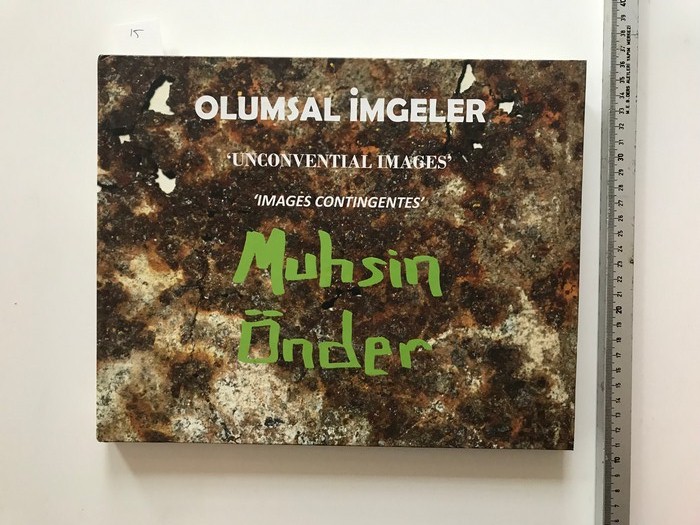 15
OLUMSAL İMGELER
‘UNCONVENTIAL IMAGES’
‘IMAGES CONTINGENTES’
Muhsin
Önder